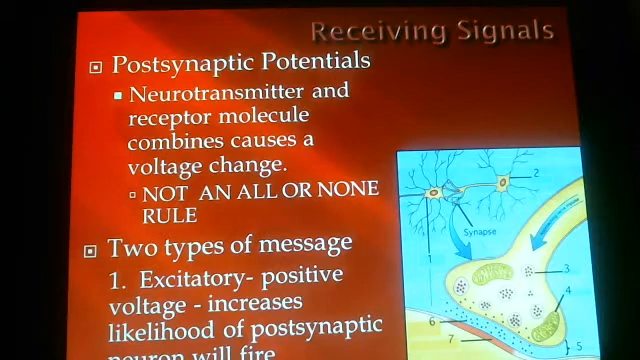 Receiving Signals
Postsynaptic Potentials
Neurotransmitter and
receptor molecule
combines causes a
voltage change.
NOT AN ALL OR NONE
RULE
Two types of message
1. Excitatory- positive
voltage - increases
likelihood of postsynaptic
neuron will fire
2
Synapse
1
3
4
6
7
5